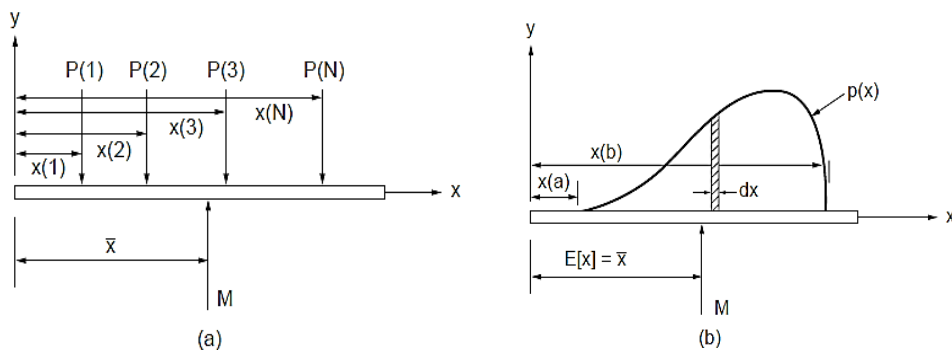 y
P(1) P(2) P(3) P(N)
x(N)
x(3)
x(2)
x(1)
x
x̄
M
(a)
y
p(x)
x(b)
x(a)
dx
x
E[x] = x̄
M
(b)